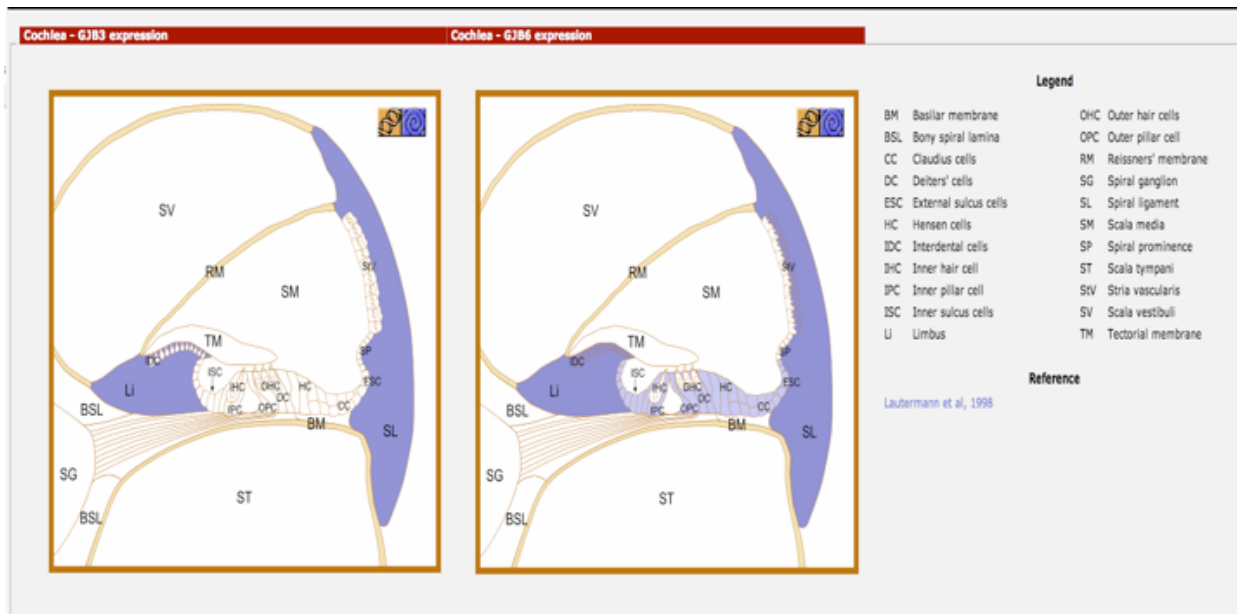 Cochlea - GJB3 expression
Cochlea - GJB6 expression
SV
RM
SM
StV
TM
IDC
SP
ISC
Li
IHC
OHC
HC
ESC
DC
BSL
IPC
OPC
CC
BM
SL
SG
ST
BSL
SV
RM
SM
StV
TM
IDC
SP
ISC
Li
IHC
OHC
HC
ESC
DC
BSL
IPC
OPC
CC
BM
SL
SG
ST
BSL
Legend
BM Basilar membrane
BSL Bony spiral lamina
CC Claudius cells
DC Deiters' cells
ESC External sulcus cells
HC Hensen cells
IDC Interdental cells
IHC Inner hair cell
IPC Inner pillar cell
ISC Inner sulcus cells
Li Limbus
OHC Outer hair cells
OPC Outer pillar cell
RM Reissners' membrane
SG Spiral ganglion
SL Spiral ligament
SM Scala media
SP Spiral prominence
ST Scala tympani
StV Stria vascularis
SV Scala vestibuli
TM Tectorial membrane
Reference
Lautermann et al, 1998